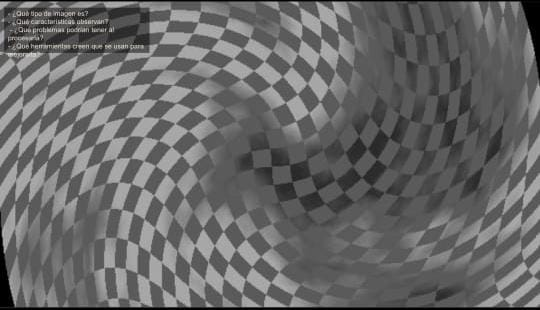 - ¿Qué tipo de imagen es?
- ¿Qué características observan?
- ¿Qué problemas podrían tener al
procesarla?
- ¿Qué herramientas creen que se usan para
mejorarla?